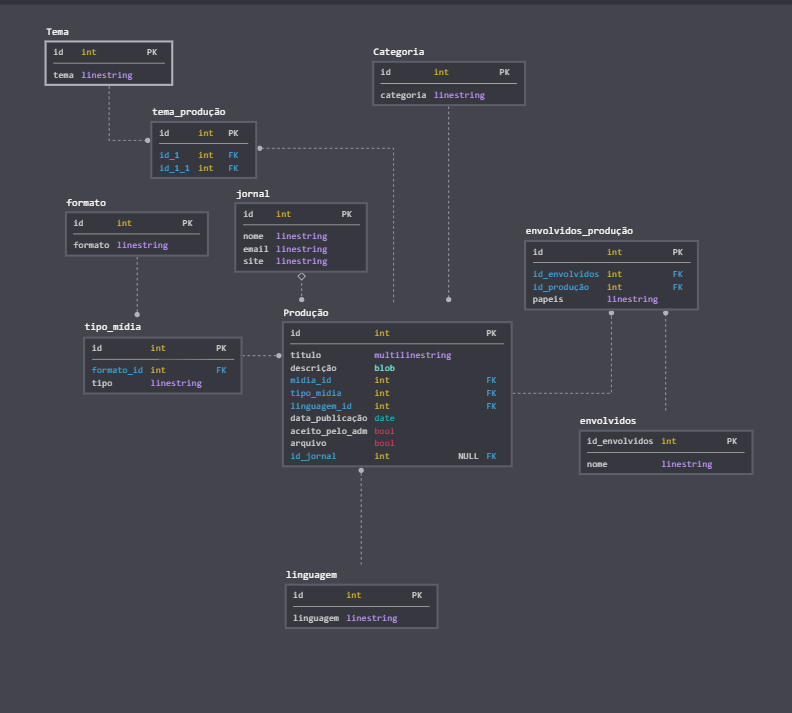 Tema
id int PK
tema linestring
Categoria
id int PK
categoria linestring
tema_produção
id int PK
id_1 int FK
id_1_1 int FK
formato
id int PK
formato linestring
jornal
id int PK
nome linestring
email linestring
site linestring
envolvidos_produção
id int PK
id_envolvidos int FK
id_produção int FK
papeis linestring
Produção
id int PK
titulo multilinestring
descrição blob
midia_id int FK
tipo_midia int FK
linguagem_id int FK
data_publicação date
aceito_pelo_adm bool
arquivo bool
id_jornal int NULL FK
tipo_mídia
id int PK
formato_id int FK
tipo linestring
envolvidos
id_envolvidos int PK
nome linestring
linguagem
id int PK
linguagem linestring